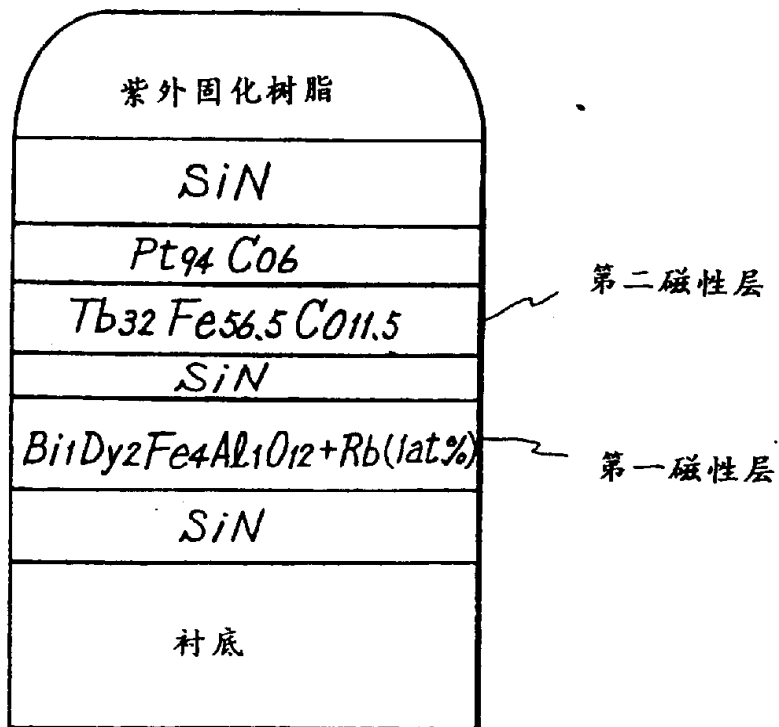 紫外固化树脂
SiN
Pt94 Co6
第二磁性层
Tb32 Fe56.5 Co11.5
SiN
Bi1Dy2Fe4Al1O12+Rb(1at%)
第一磁性层
SiN
衬底